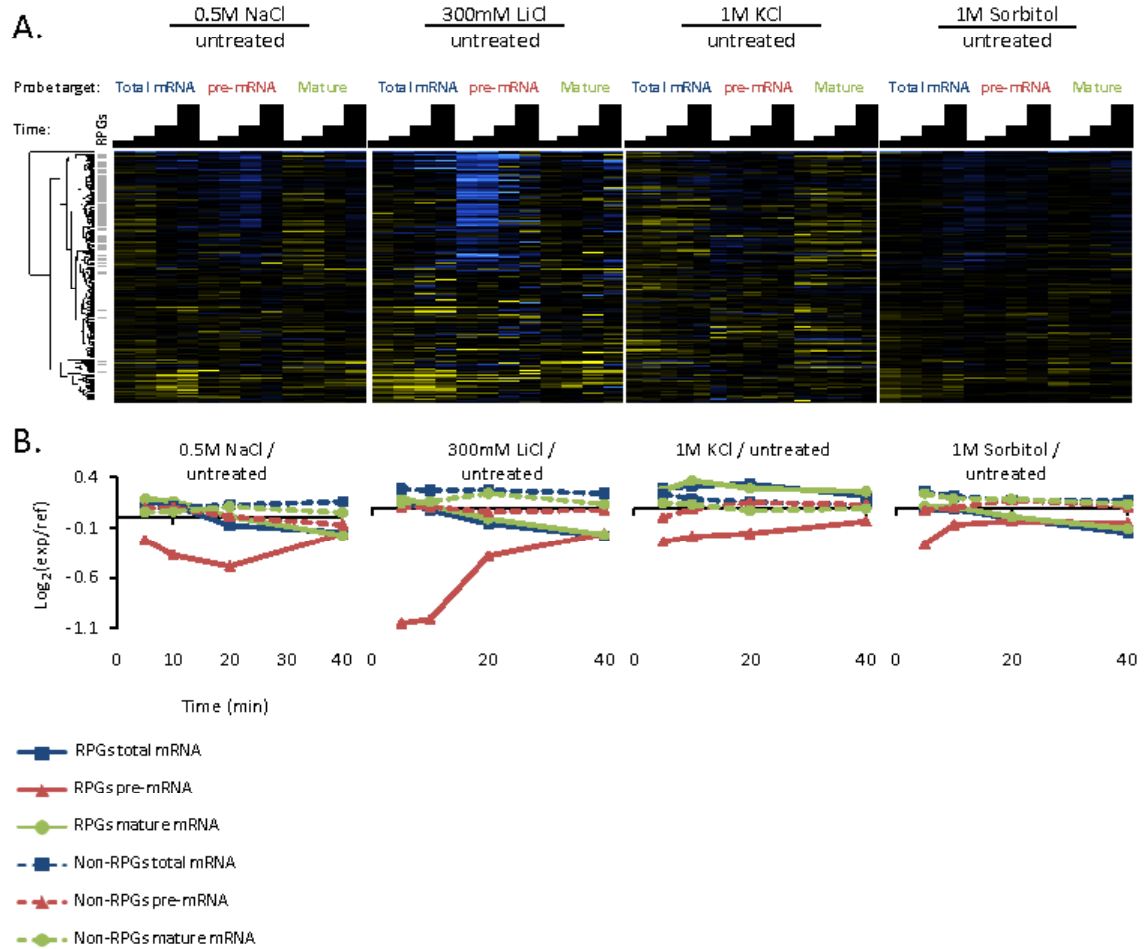 A.
0.5M NaCl
untreated
300mM LiCl
untreated
1M KCl
untreated
1M Sorbitol
untreated
Probe target: Total mRNA pre-mRNA Mature Total mRNA pre-mRNA Mature Total mRNA pre-mRNA Mature Total mRNA pre-mRNA Mature
Time:
RPGs
B.
0.5M NaCl /
untreated
300mM LiCl /
untreated
1M KCl / untreated
1M Sorbitol /
untreated
Log2(exp/ref)
0.4
-0.1
-0.6
-1.1
0 10 20 30 40
0 20 40
0 20 40
0 20 40
Time (min)
RPGs total mRNA
RPGs pre-mRNA
RPGs mature mRNA
Non-RPGs total mRNA
Non-RPGs pre-mRNA
Non-RPGs mature mRNA